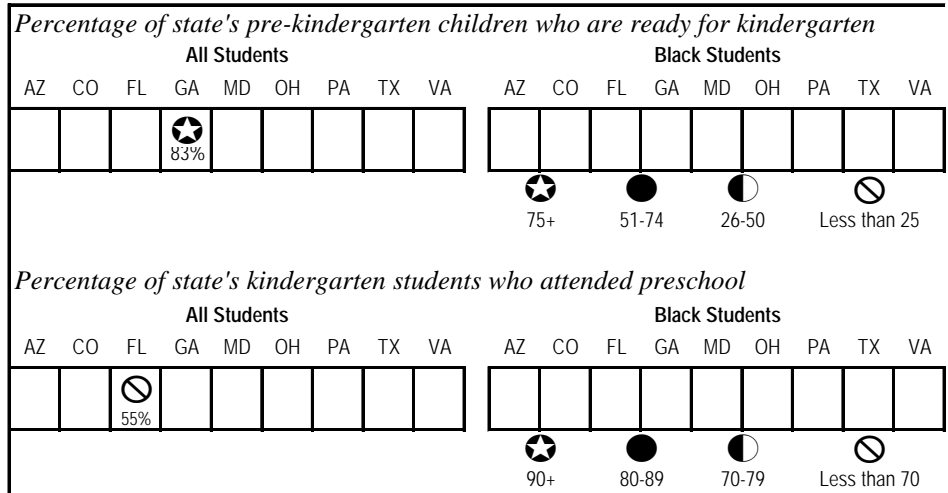 Percentage of state's pre-kindergarten children who are ready for kindergarten
All Students Black Students
AZ CO FL GA MD OH PA TX VA AZ CO FL GA MD OH PA TX VA
83%
75+ 51-74 26-50 Less than 25
Percentage of state's kindergarten students who attended preschool
All Students Black Students
AZ CO FL GA MD OH PA TX VA AZ CO FL GA MD OH PA TX VA
55%
90+ 80-89 70-79 Less than 70